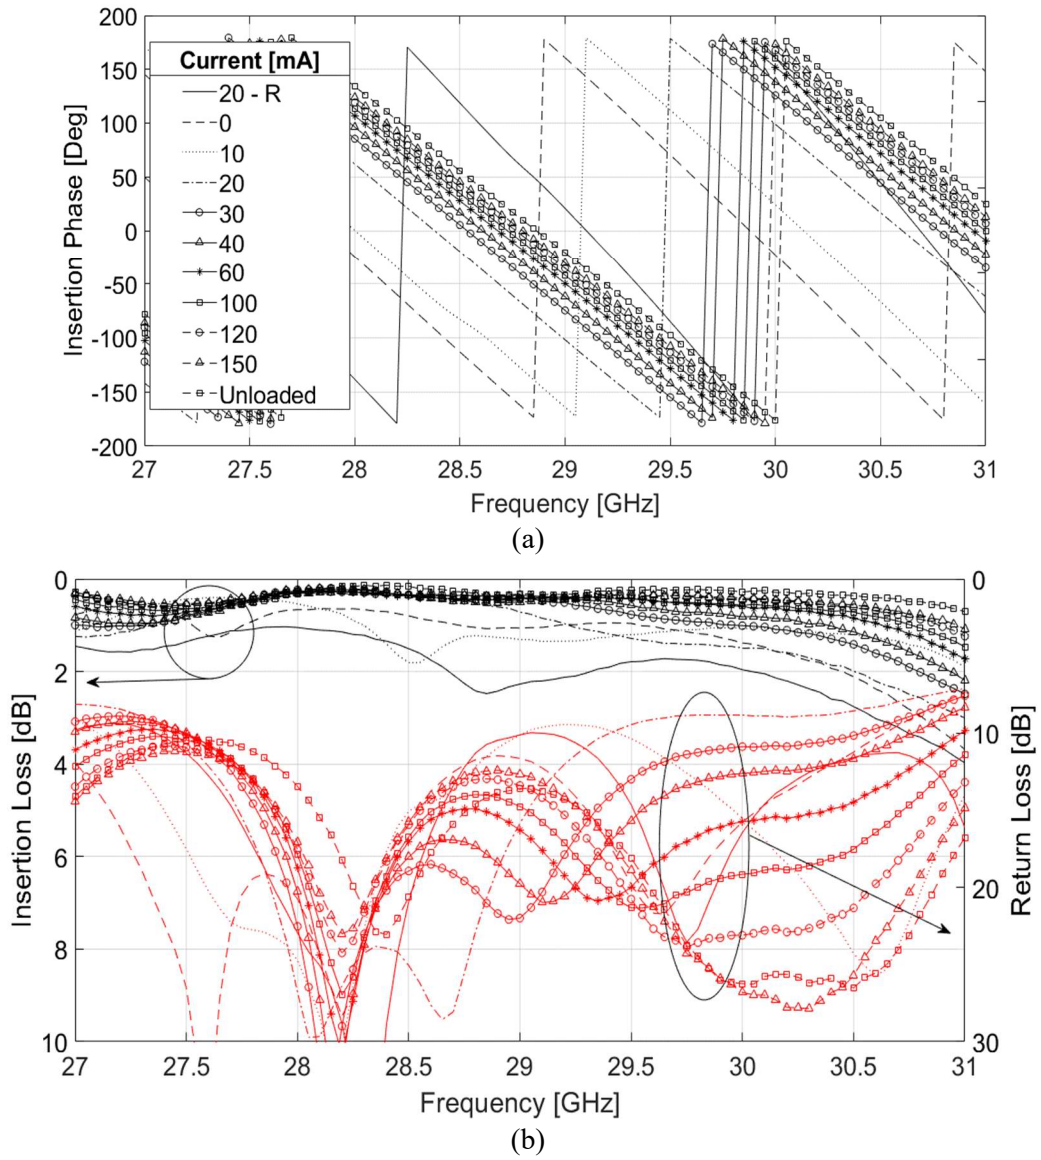 200
150
100
50
0
-50
-100
-150
-200
Insertion Phase [Deg]
Current [mA]
20 - R
0
10
20
30
40
60
100
120
150
Unloaded
27 27.5 28 28.5 29 29.5 30 30.5 31
Frequency [GHz]
(a)
0
2
4
6
8
10
Insertion Loss [dB]
0
10
20
30
Return Loss [dB]
27 27.5 28 28.5 29 29.5 30 30.5 31
Frequency [GHz]
(b)